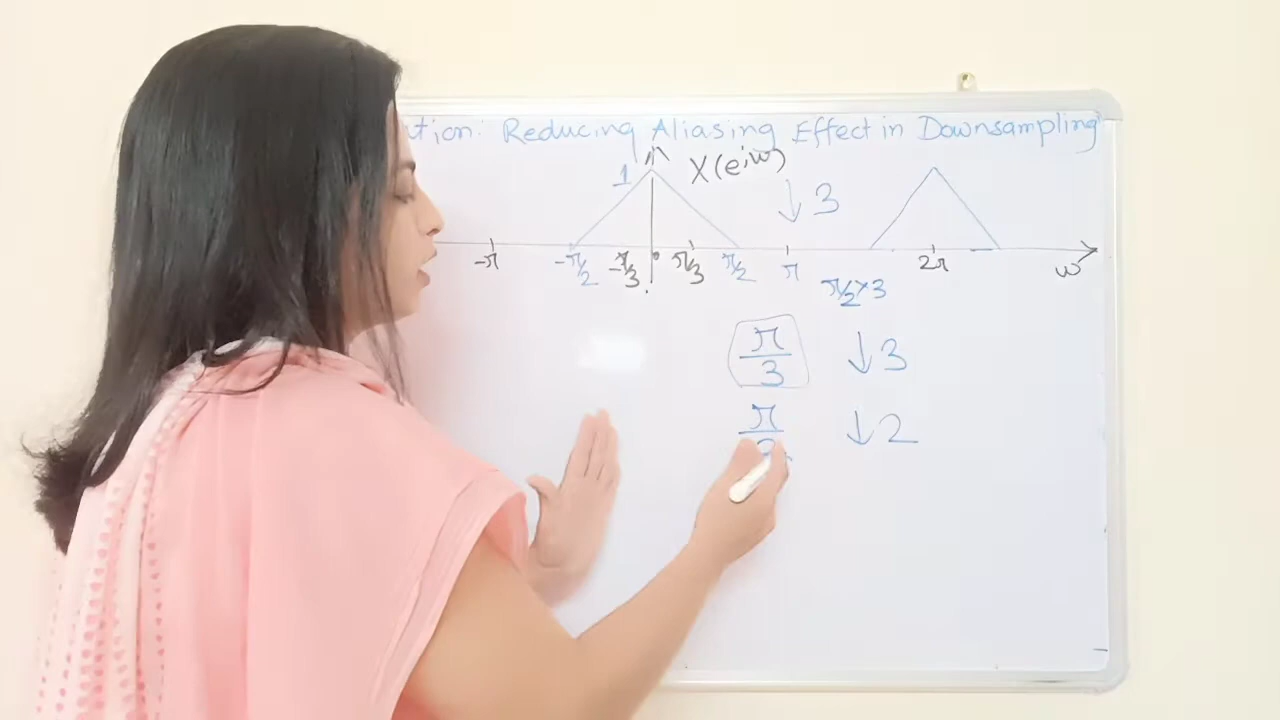 Reducing Aliasing Effect in Downsampling
1 X(e^jω) ↓3
-π -π/2 -π/3 0 π/3 π/2 π 2π ω
π/2×3
π/3 ↓3
π/2 ↓2